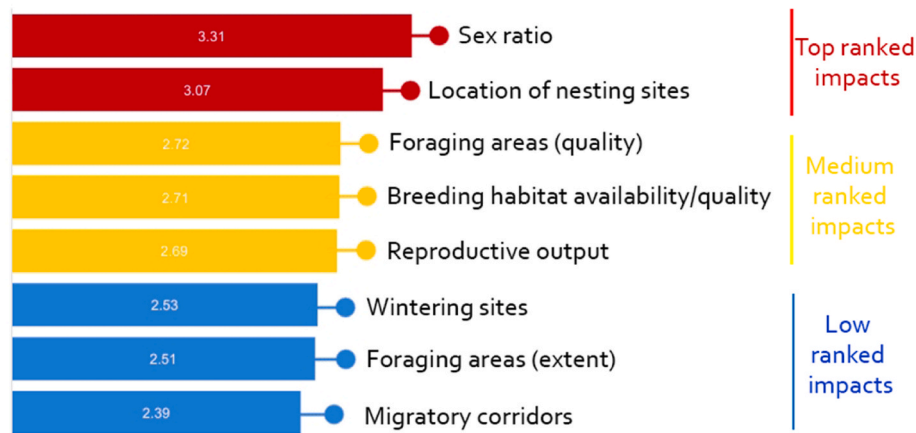 3.31 Sex ratio
3.07 Location of nesting sites
Top ranked
impacts
2.72 Foraging areas (quality)
2.71 Breeding habitat availability/quality
2.69 Reproductive output
Medium
ranked
impacts
2.53 Wintering sites
2.51 Foraging areas (extent)
2.39 Migratory corridors
Low
ranked
impacts